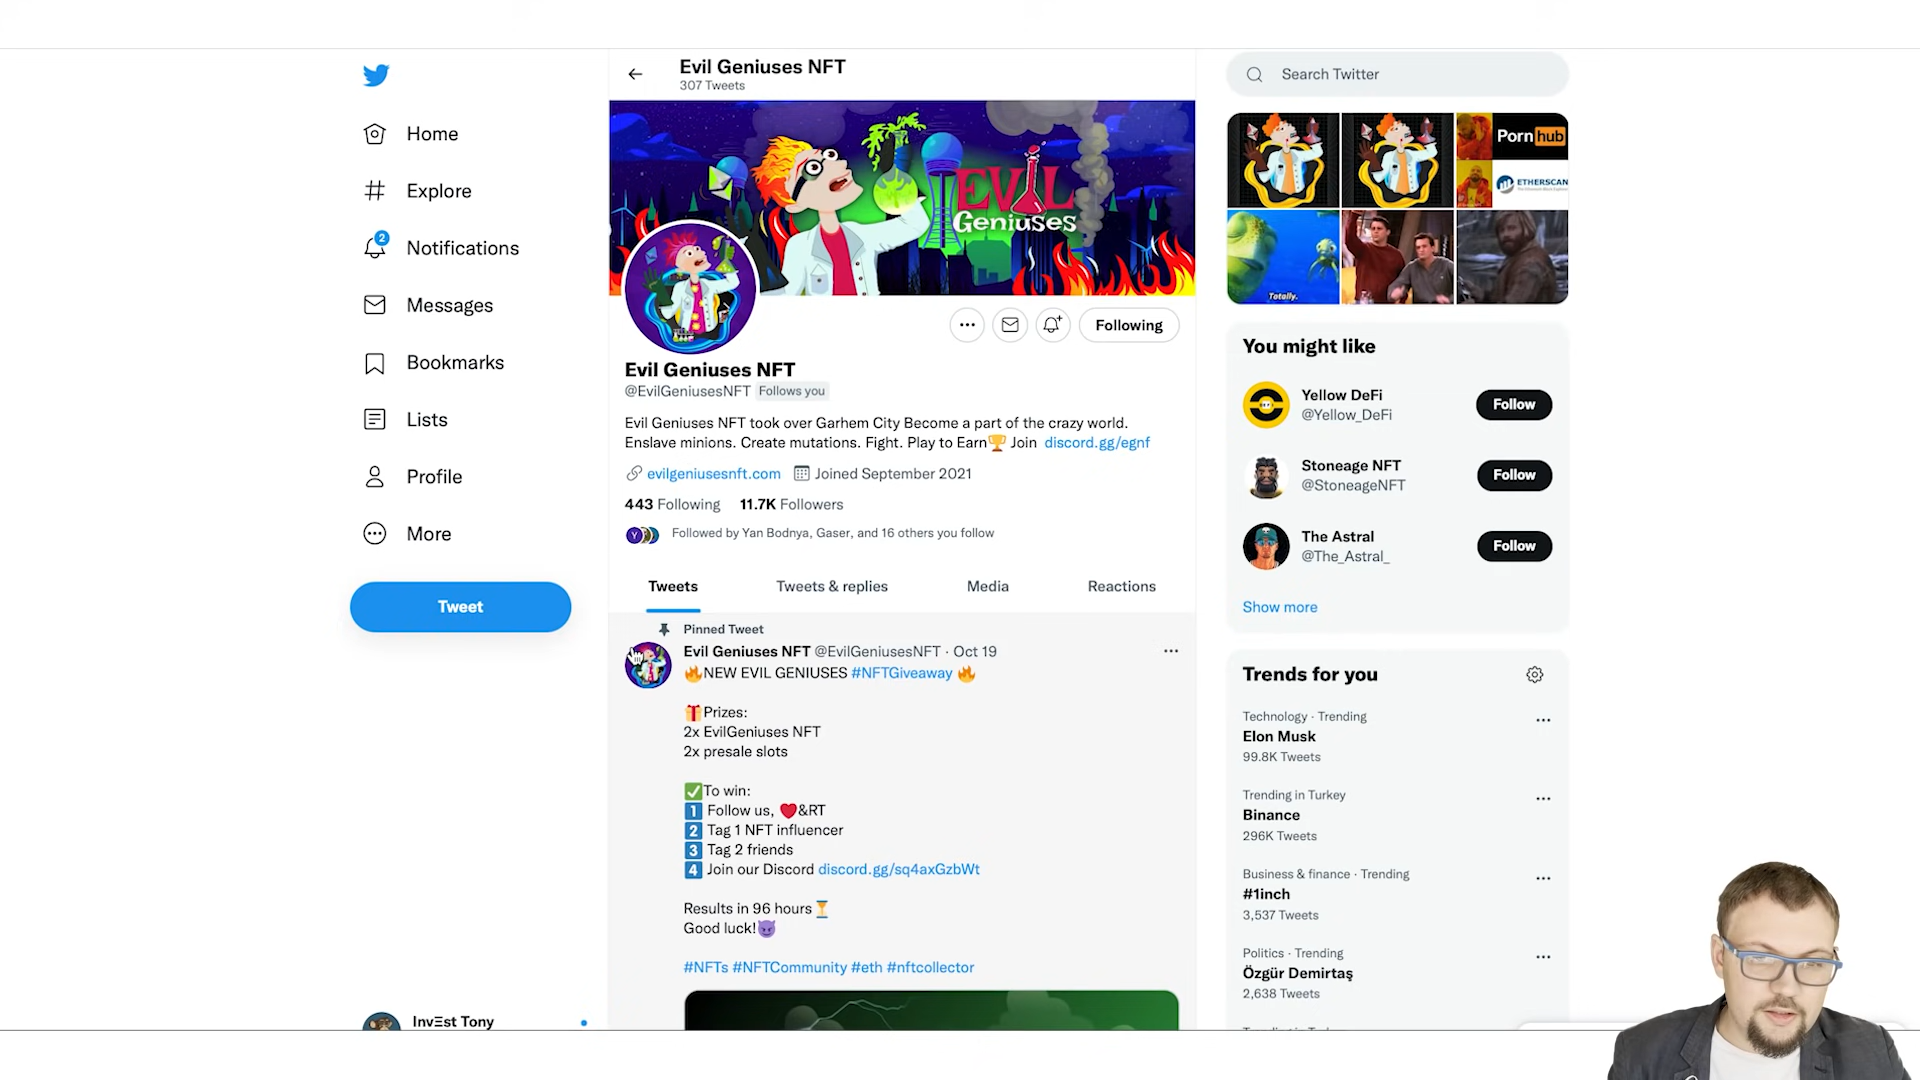 Home
Explore
2
Notifications
Messages
Bookmarks
Lists
Profile
More
Tweet
InvΞst Tony
Evil Geniuses NFT
307 Tweets
EVIL
Geniuses
Following
Evil Geniuses NFT
@EvilGeniusesNFT Follows you
Evil Geniuses NFT took over Garhem City Become a part of the crazy world.
Enslave minions. Create mutations. Fight. Play to Earn🏆 Join discord.gg/egnf
evilgeniusesnft.com Joined September 2021
443 Following 11.7K Followers
Y
Followed by Yan Bodnya, Gaser, and 16 others you follow
Tweets Tweets & replies Media Reactions
Pinned Tweet
Evil Geniuses NFT @EvilGeniusesNFT · Oct 19
🔥NEW EVIL GENIUSES #NFTGiveaway 🔥
🎁Prizes:
2x EvilGeniuses NFT
2x presale slots
✅To win:
1️⃣ Follow us, ❤️&RT
2️⃣ Tag 1 NFT influencer
3️⃣ Tag 2 friends
4️⃣ Join our Discord discord.gg/sq4axGzbWt
Results in 96 hours⏳
Good luck!😈
#NFTs #NFTCommunity #eth #nftcollector
Search Twitter
Porn hub
ETHERSCAN
Totally.
You might like
Yellow DeFi
@Yellow_DeFi
Follow
Stoneage NFT
@StoneageNFT
Follow
The Astral
@The_Astral_
Follow
Show more
Trends for you
Technology · Trending
Elon Musk
99.8K Tweets
Trending in Turkey
Binance
296K Tweets
Business & finance · Trending
#1inch
3,537 Tweets
Politics · Trending
Özgür Demirtaş
2,638 Tweets